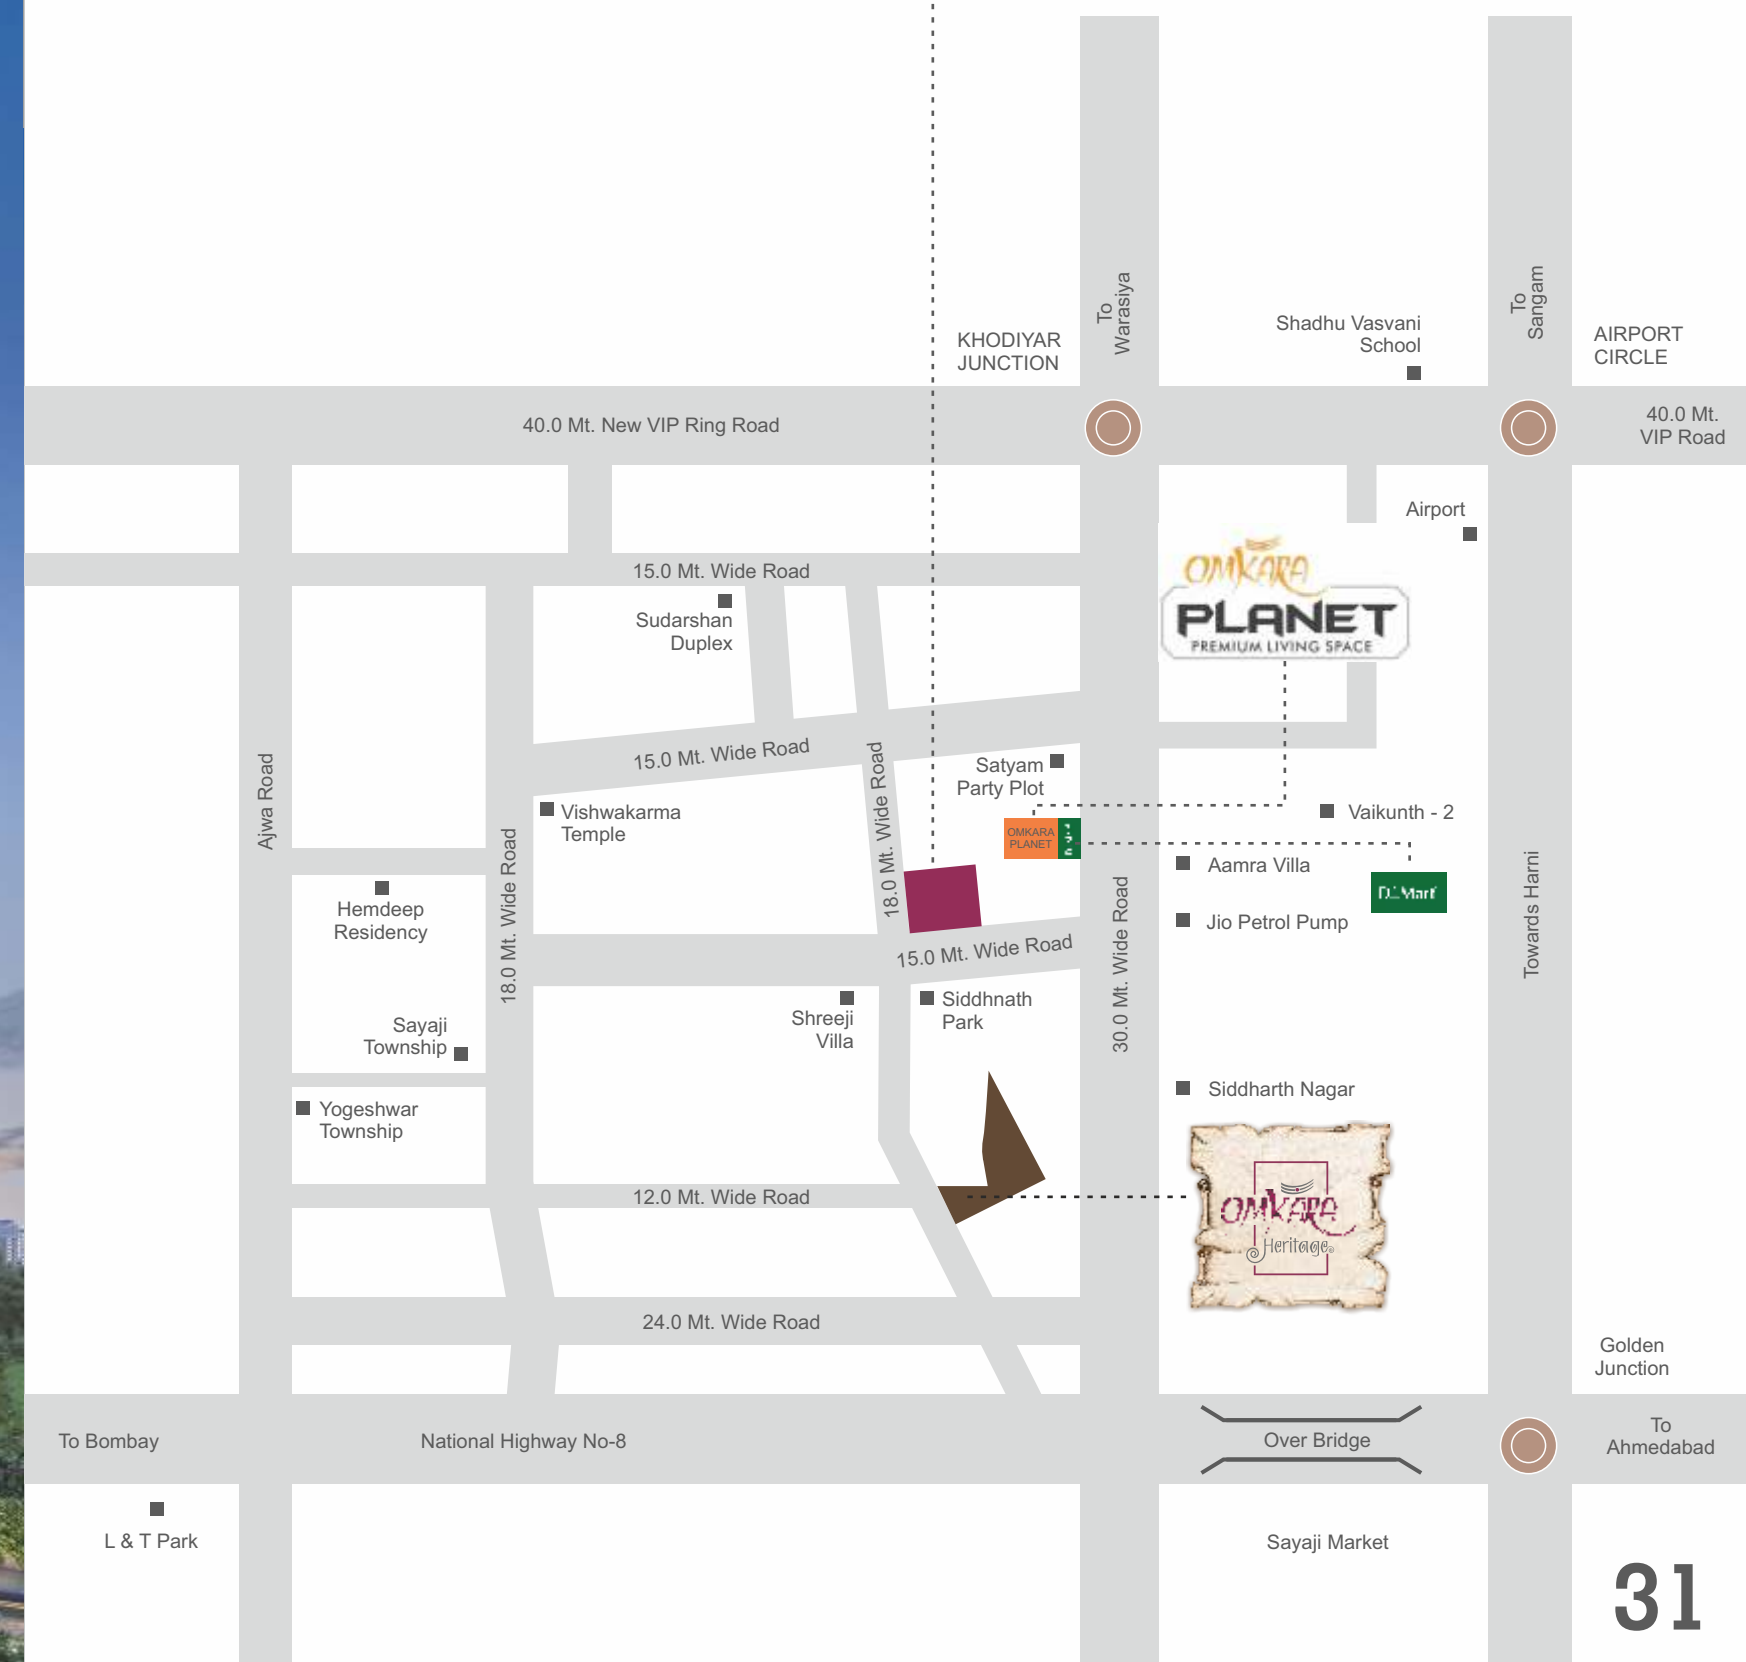 To
Warasiya
To
Sangam
KHODIYAR
JUNCTION
Shadhu Vasvani
School
AIRPORT
CIRCLE
40.0 Mt. New VIP Ring Road
40.0 Mt.
VIP Road
Airport
15.0 Mt. Wide Road
OMKARA
PLANET
PREMIUM LIVING SPACE
Sudarshan
Duplex
15.0 Mt. Wide Road
18.0 Mt. Wide Road
Satyam
Party Plot
Ajwa Road
Vishwakarma
Temple
18.0 Mt. Wide Road
OMKARA
PLANET
Vaikunth - 2
Aamra Villa
D Mart
Hemdeep
Residency
Jio Petrol Pump
15.0 Mt. Wide Road
30.0 Mt. Wide Road
Towards Harni
Shreeji
Villa
Siddhnath
Park
Sayaji
Township
Siddharth Nagar
Yogeshwar
Township
12.0 Mt. Wide Road
OMKARA
Heritage
24.0 Mt. Wide Road
Golden
Junction
To Bombay
National Highway No-8
Over Bridge
To
Ahmedabad
L & T Park
Sayaji Market
31